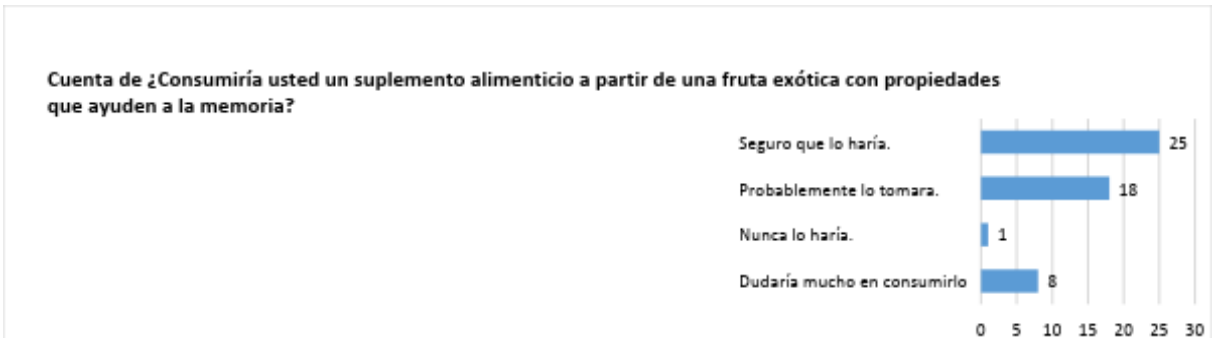 Cuenta de ¿Consumiría usted un suplemento alimenticio a partir de una fruta exótica con propiedades
que ayuden a la memoria?
Seguro que lo haría. 25
Probablemente lo tomara. 18
Nunca lo haría. 1
Dudaría mucho en consumirlo 8
0 5 10 15 20 25 30